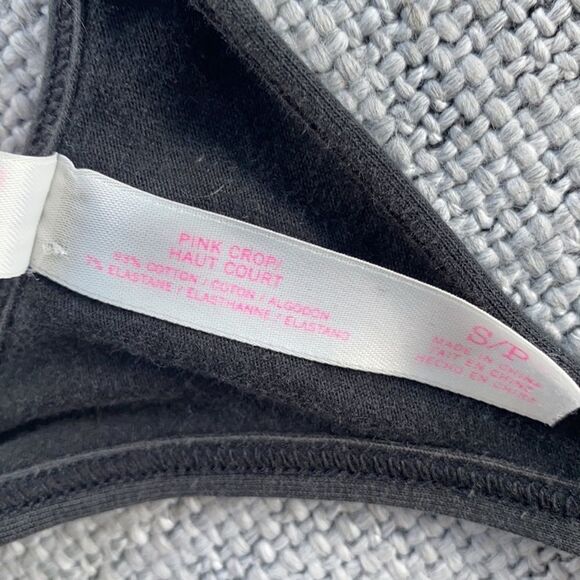 PINK CROP/
HAUT COURT
93% COTTON / COTON / ALGODON
7% ELASTANE / ELASTHANNE / ELASTANO
S/P
MADE IN CHINA
FAIT EN CHINE
HECHO EN CHINA